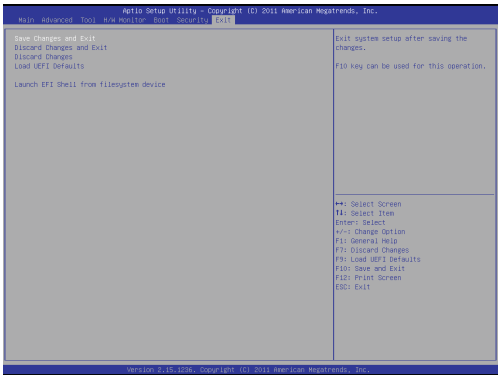 Aptio Setup Utility - Copyright (C) 2011 American Megatrends, Inc.
Main Advanced Tool H/W Monitor Boot Security Exit
Save Changes and Exit
Discard Changes and Exit
Discard Changes
Load UEFI Defaults
Launch EFI Shell from filesystem device
Exit system setup after saving the
changes.
F10 key can be used for this operation.
→←: Select Screen
↑↓: Select Item
Enter: Select
+/-: Change Option
F1: General Help
F7: Discard Changes
F9: Load UEFI Defaults
F10: Save and Exit
F12: Print Screen
ESC: Exit
Version 2.15.1236. Copyright (C) 2011 American Megatrends, Inc.